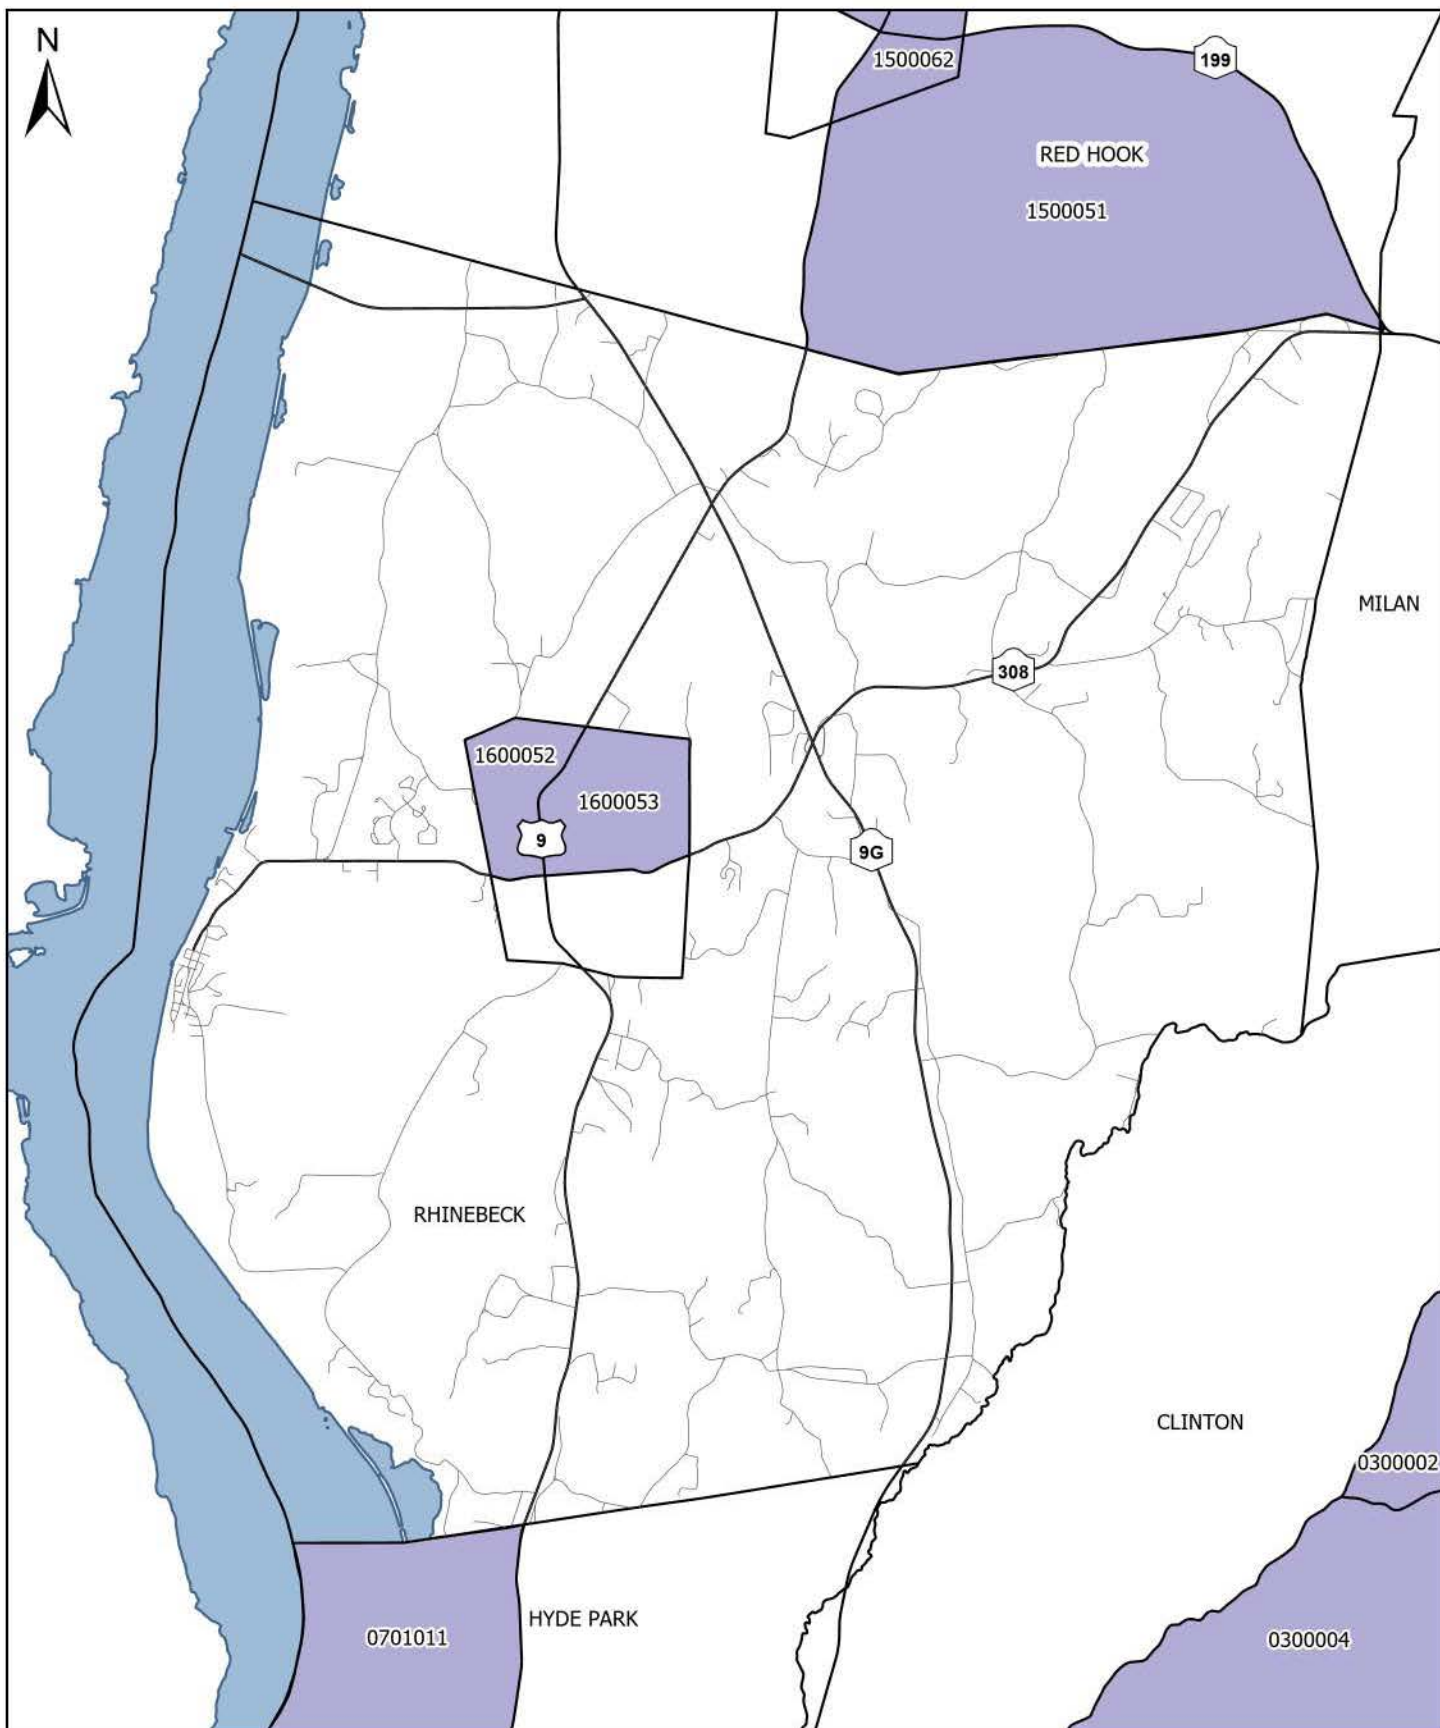 N
1500062
199
RED HOOK
1500051
MILAN
308
1600052
1600053
9
9G
RHINEBECK
CLINTON
0300002
HYDE PARK
0701011
0300004